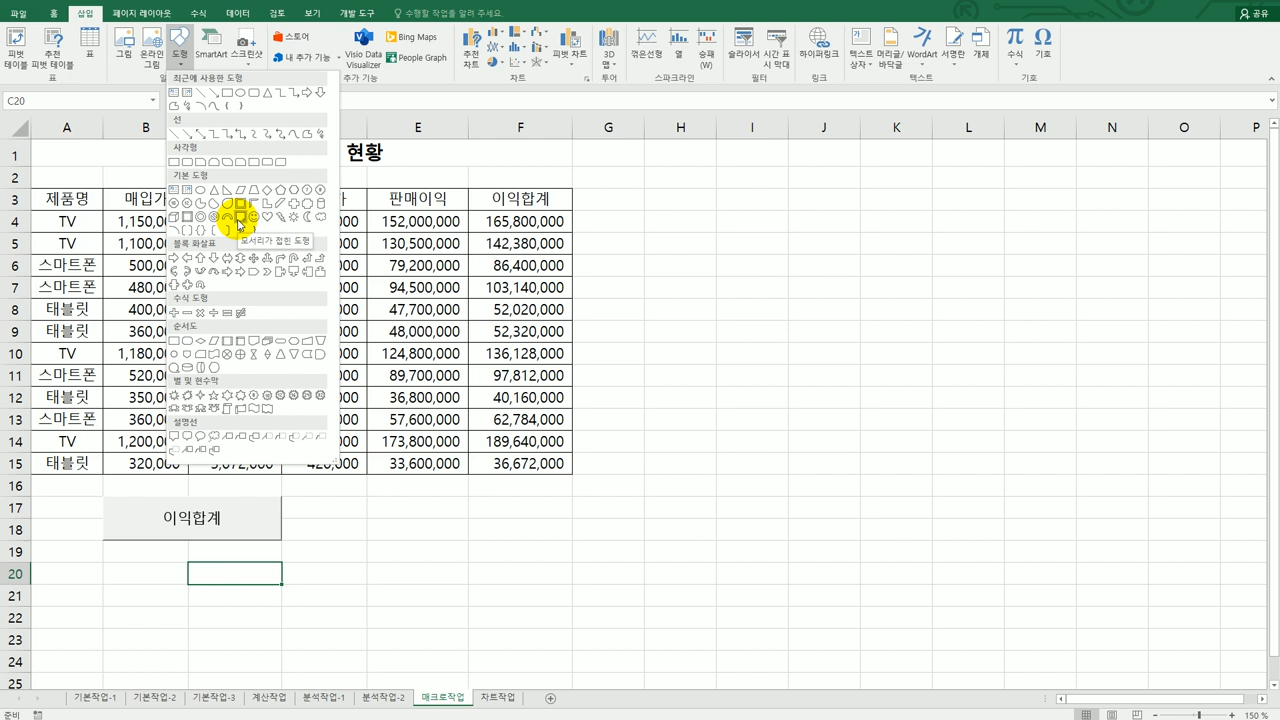 파일 홈 삽입 페이지 레이아웃 수식 데이터 검토 보기 개발 도구 수행할 작업을 알려 주세요. 공유
피벗 테이블 추천 피벗 테이블 표 그림 온라인 그림 도형 SmartArt 스크린샷 스토어 내 추가 기능 Visio Data Visualizer Bing Maps People Graph 추천 차트 피벗 차트 3D 맵 꺾은선형 열 승패 (W) 슬라이서 시간 표시 막대 하이퍼링크 텍스트 상자 머리글/바닥글 WordArt 서명란 개체 수식 기호
표 추가 기능 차트 투어 스파크라인 필터 링크 텍스트 기호
최근에 사용한 도형
선
사각형
기본 도형
모서리가 접힌 도형
블록 화살표
수식 도형
순서도
별 및 현수막
설명선
C20
A B E F G H I J K L M N O P
1 현황
2
3 제품명 매입가 판매이익 이익합계
4 TV 1,150,0 000 152,000,000 165,800,000
5 TV 1,100,0 000 130,500,000 142,380,000
6 스마트폰 500,0 000 79,200,000 86,400,000
7 스마트폰 480,0 000 94,500,000 103,140,000
8 태블릿 400,0 000 47,700,000 52,020,000
9 태블릿 360,0 000 48,000,000 52,320,000
10 TV 1,180,0 000 124,800,000 136,128,000
11 스마트폰 520,0 000 89,700,000 97,812,000
12 태블릿 350,0 000 36,800,000 40,160,000
13 스마트폰 360,0 000 57,600,000 62,784,000
14 TV 1,200,0 000 173,800,000 189,640,000
15 태블릿 320,000 3,072,000 420,000 33,600,000 36,672,000
16
17
18 이익합계
19
20
21
22
23
24
25
기본작업-1 기본작업-2 기본작업-3 계산작업 분석작업-1 분석작업-2 매크로작업 차트작업
준비 150 %